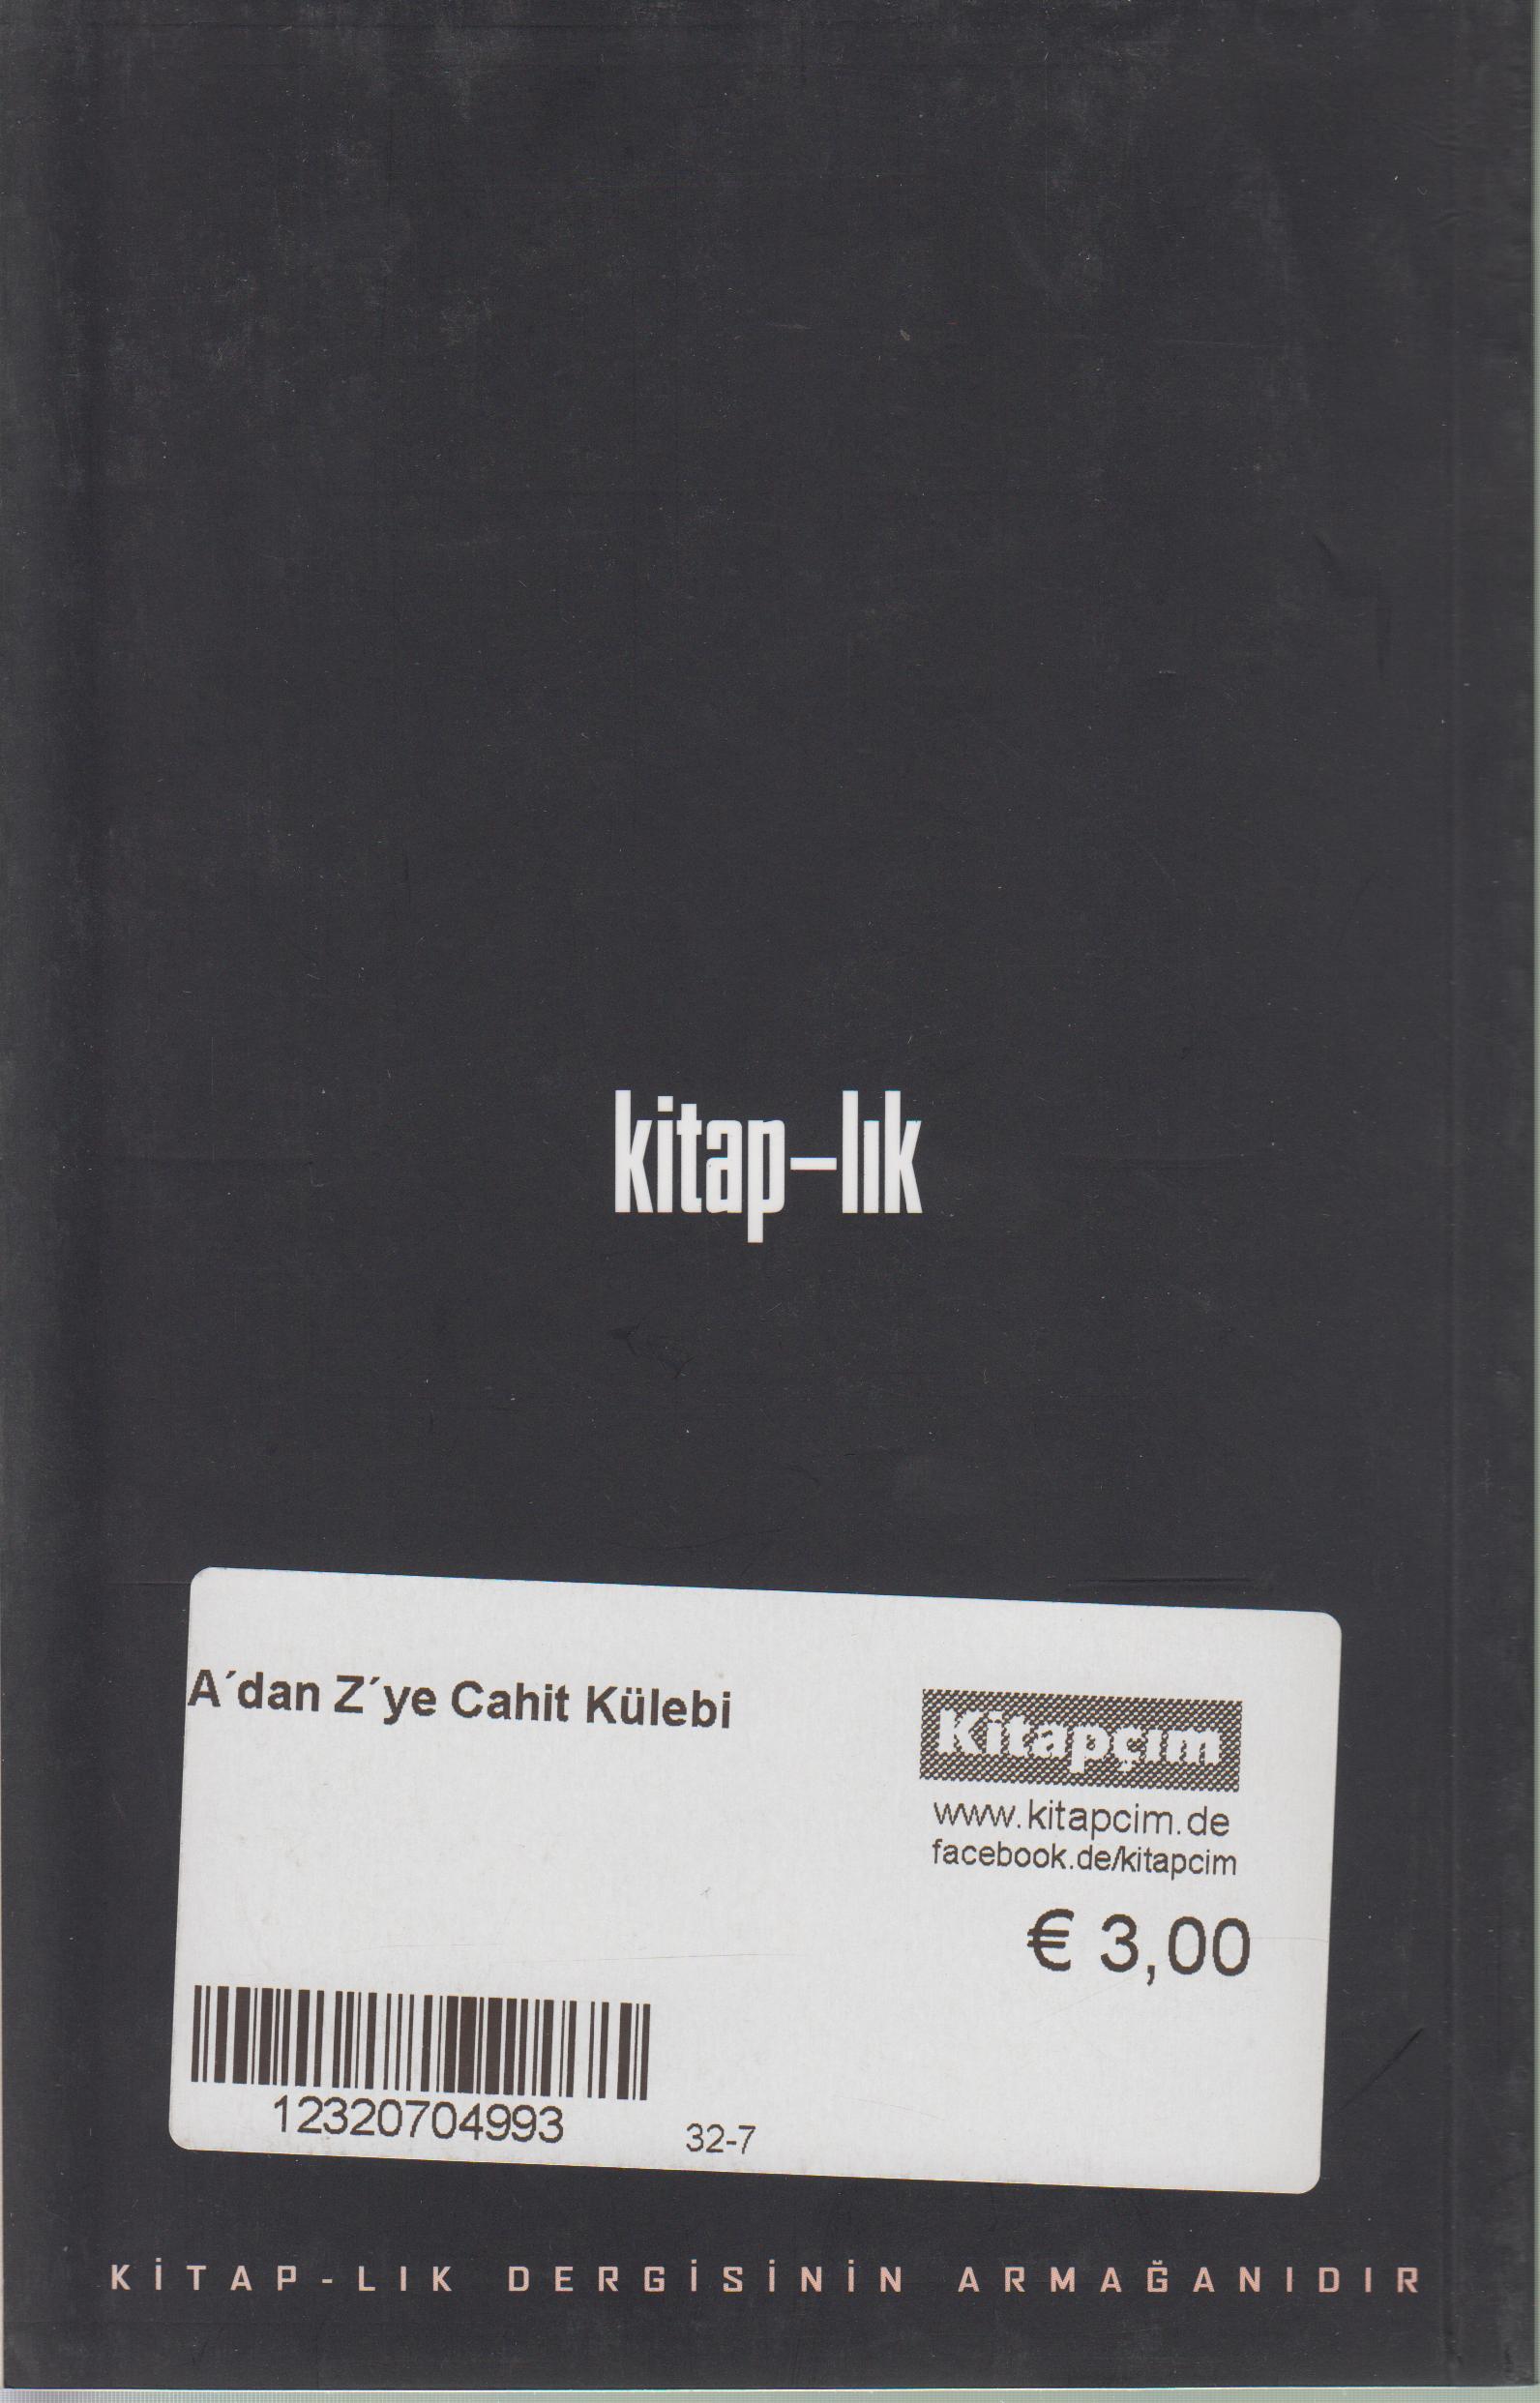 kitap–lık
A´dan Z´ye Cahit Külebi
Kitapçım
www.kitapcim.de
facebook.de/kitapcim
€ 3,00
12320704993
32-7
KİTAP-LIK DERGİSİNİN ARMAĞANIDIR